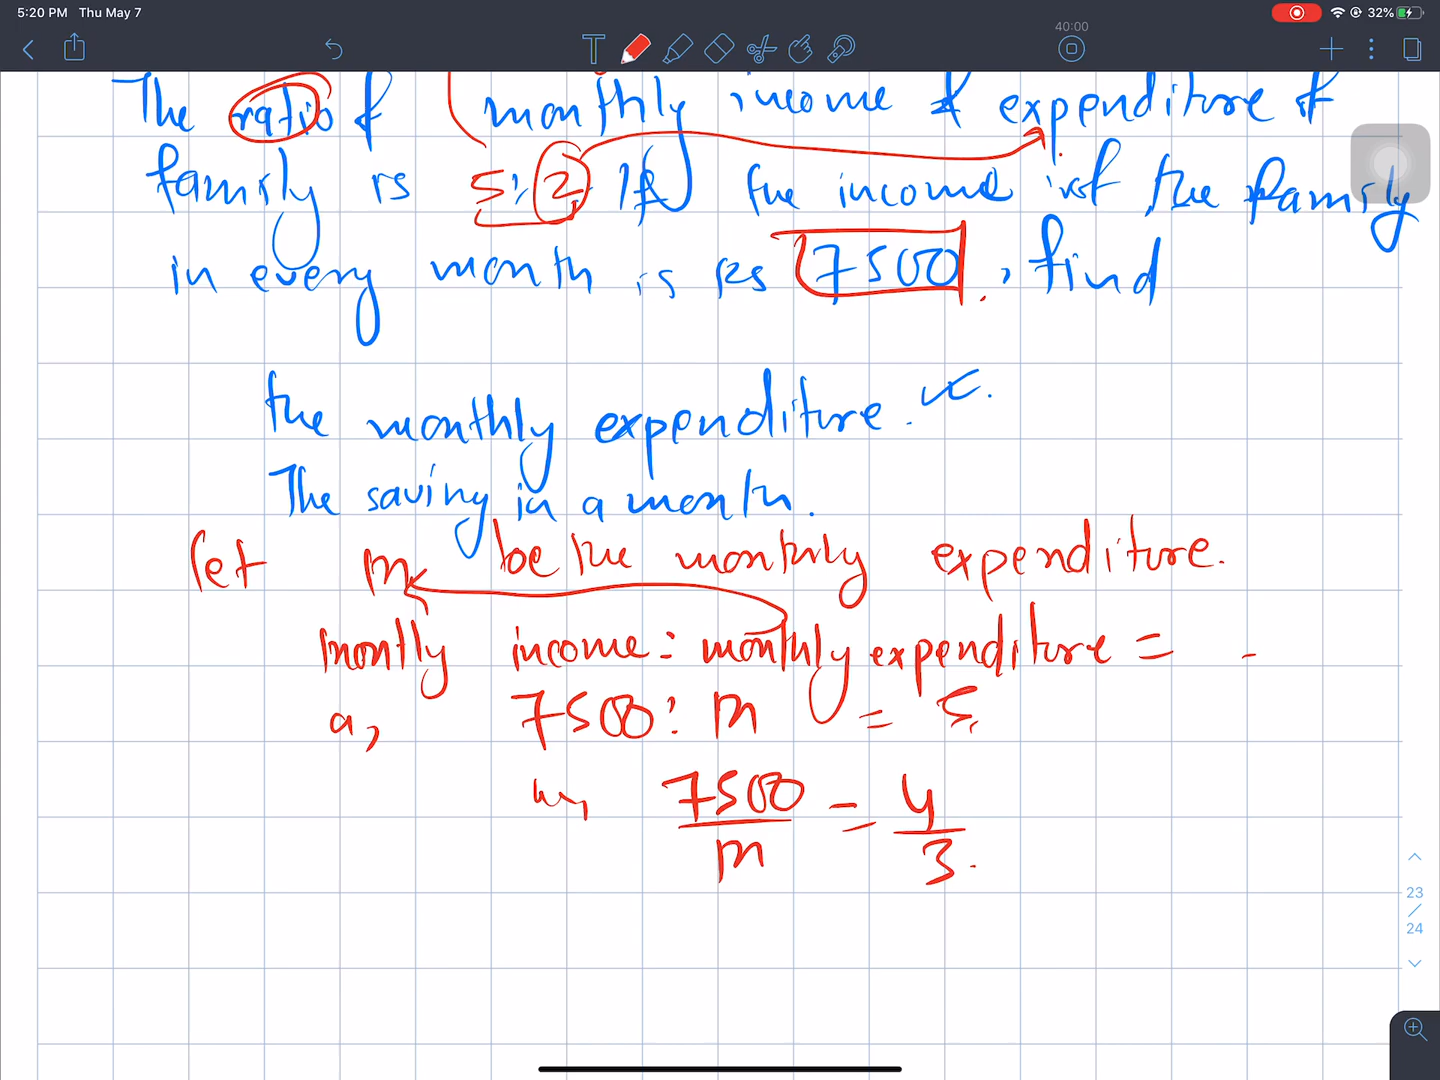 5:20 PM Thu May 7
32%
40:00
The ratio of monthly income & expenditure of
family is 5:2. If the income of the family
in every month is Rs 7500, find
the monthly expenditure.
The saving in a month.
let m be the monthly expenditure.
montly income : monthly expenditure =
7500 : m = 5
7500/m = 4/3.
23
/
24